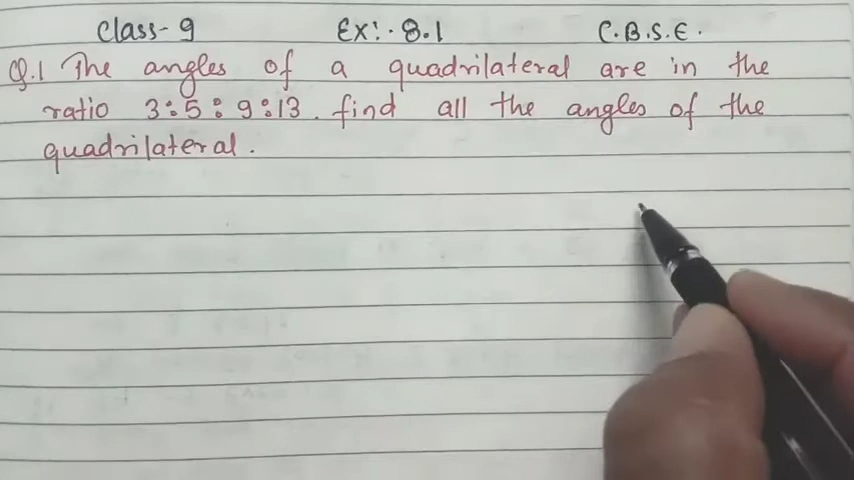 Class-9 Ex:- 8.1 C.B.S.E.
Q.1 The angles of a quadrilateral are in the
ratio 3:5:9:13. find all the angles of the
quadrilateral.